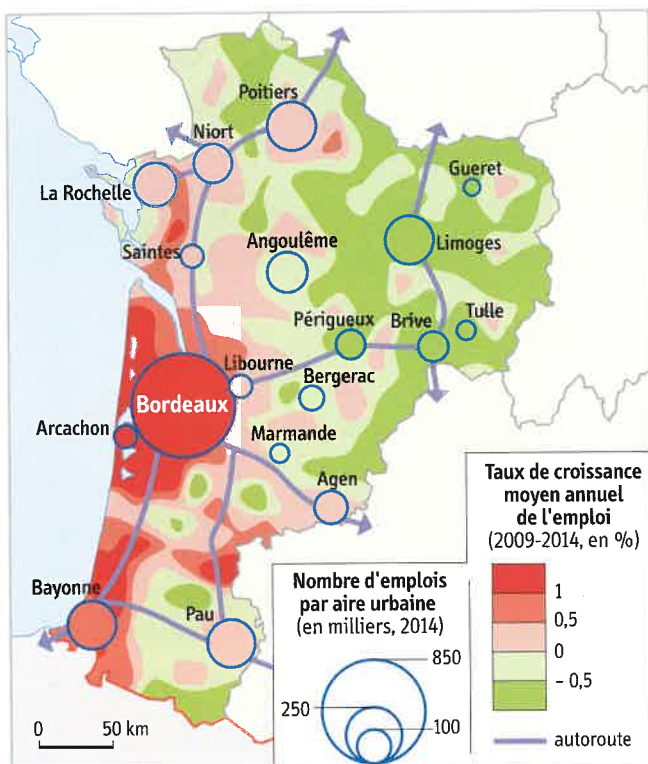 Poitiers
Niort
La Rochelle
Gueret
Saintes
Angoulême
Limoges
Périgueux
Brive
Tulle
Libourne
Bergerac
Bordeaux
Arcachon
Marmande
Agen
Bayonne
Pau
0 50 km
Nombre d'emplois
par aire urbaine
(en milliers, 2014)
850
250
100
Taux de croissance
moyen annuel
de l'emploi
(2009-2014, en %)
1
0,5
0
– 0,5
autoroute